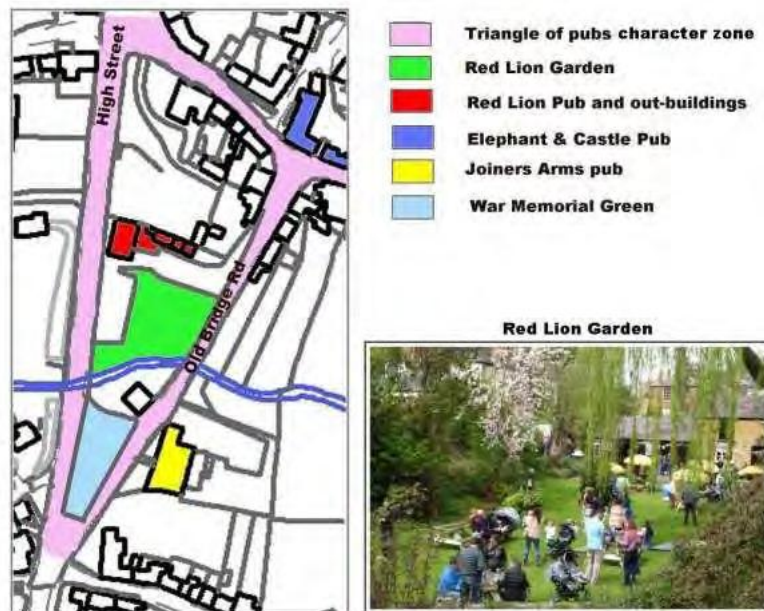 High Street
Old Bridge Rd
Triangle of pubs character zone
Red Lion Garden
Red Lion Pub and out-buildings
Elephant & Castle Pub
Joiners Arms pub
War Memorial Green
Red Lion Garden